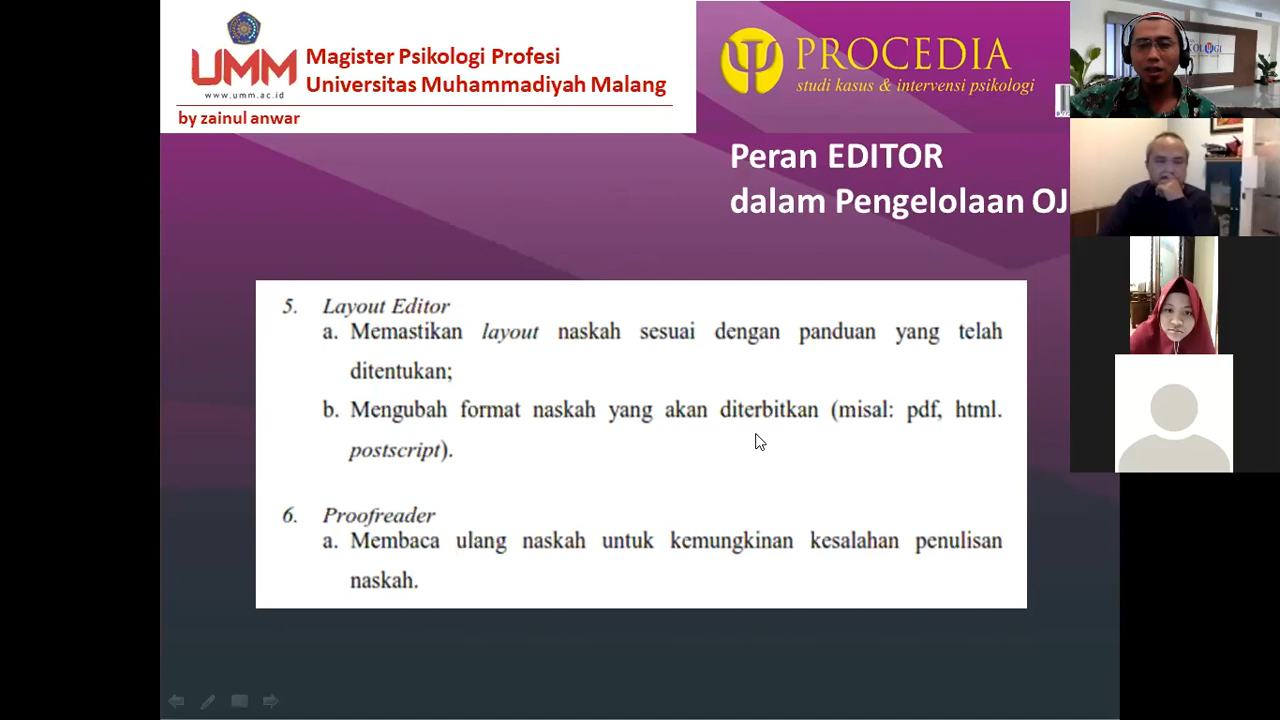 UMM
www.umm.ac.id
Magister Psikologi Profesi
Universitas Muhammadiyah Malang
by zainul anwar
PROCEDIA
studi kasus & intervensi psikologi
Peran EDITOR
dalam Pengelolaan OJ
5. Layout Editor
a. Memastikan layout naskah sesuai dengan panduan yang telah
ditentukan;
b. Mengubah format naskah yang akan diterbitkan (misal: pdf, html.
postscript).
6. Proofreader
a. Membaca ulang naskah untuk kemungkinan kesalahan penulisan
naskah.